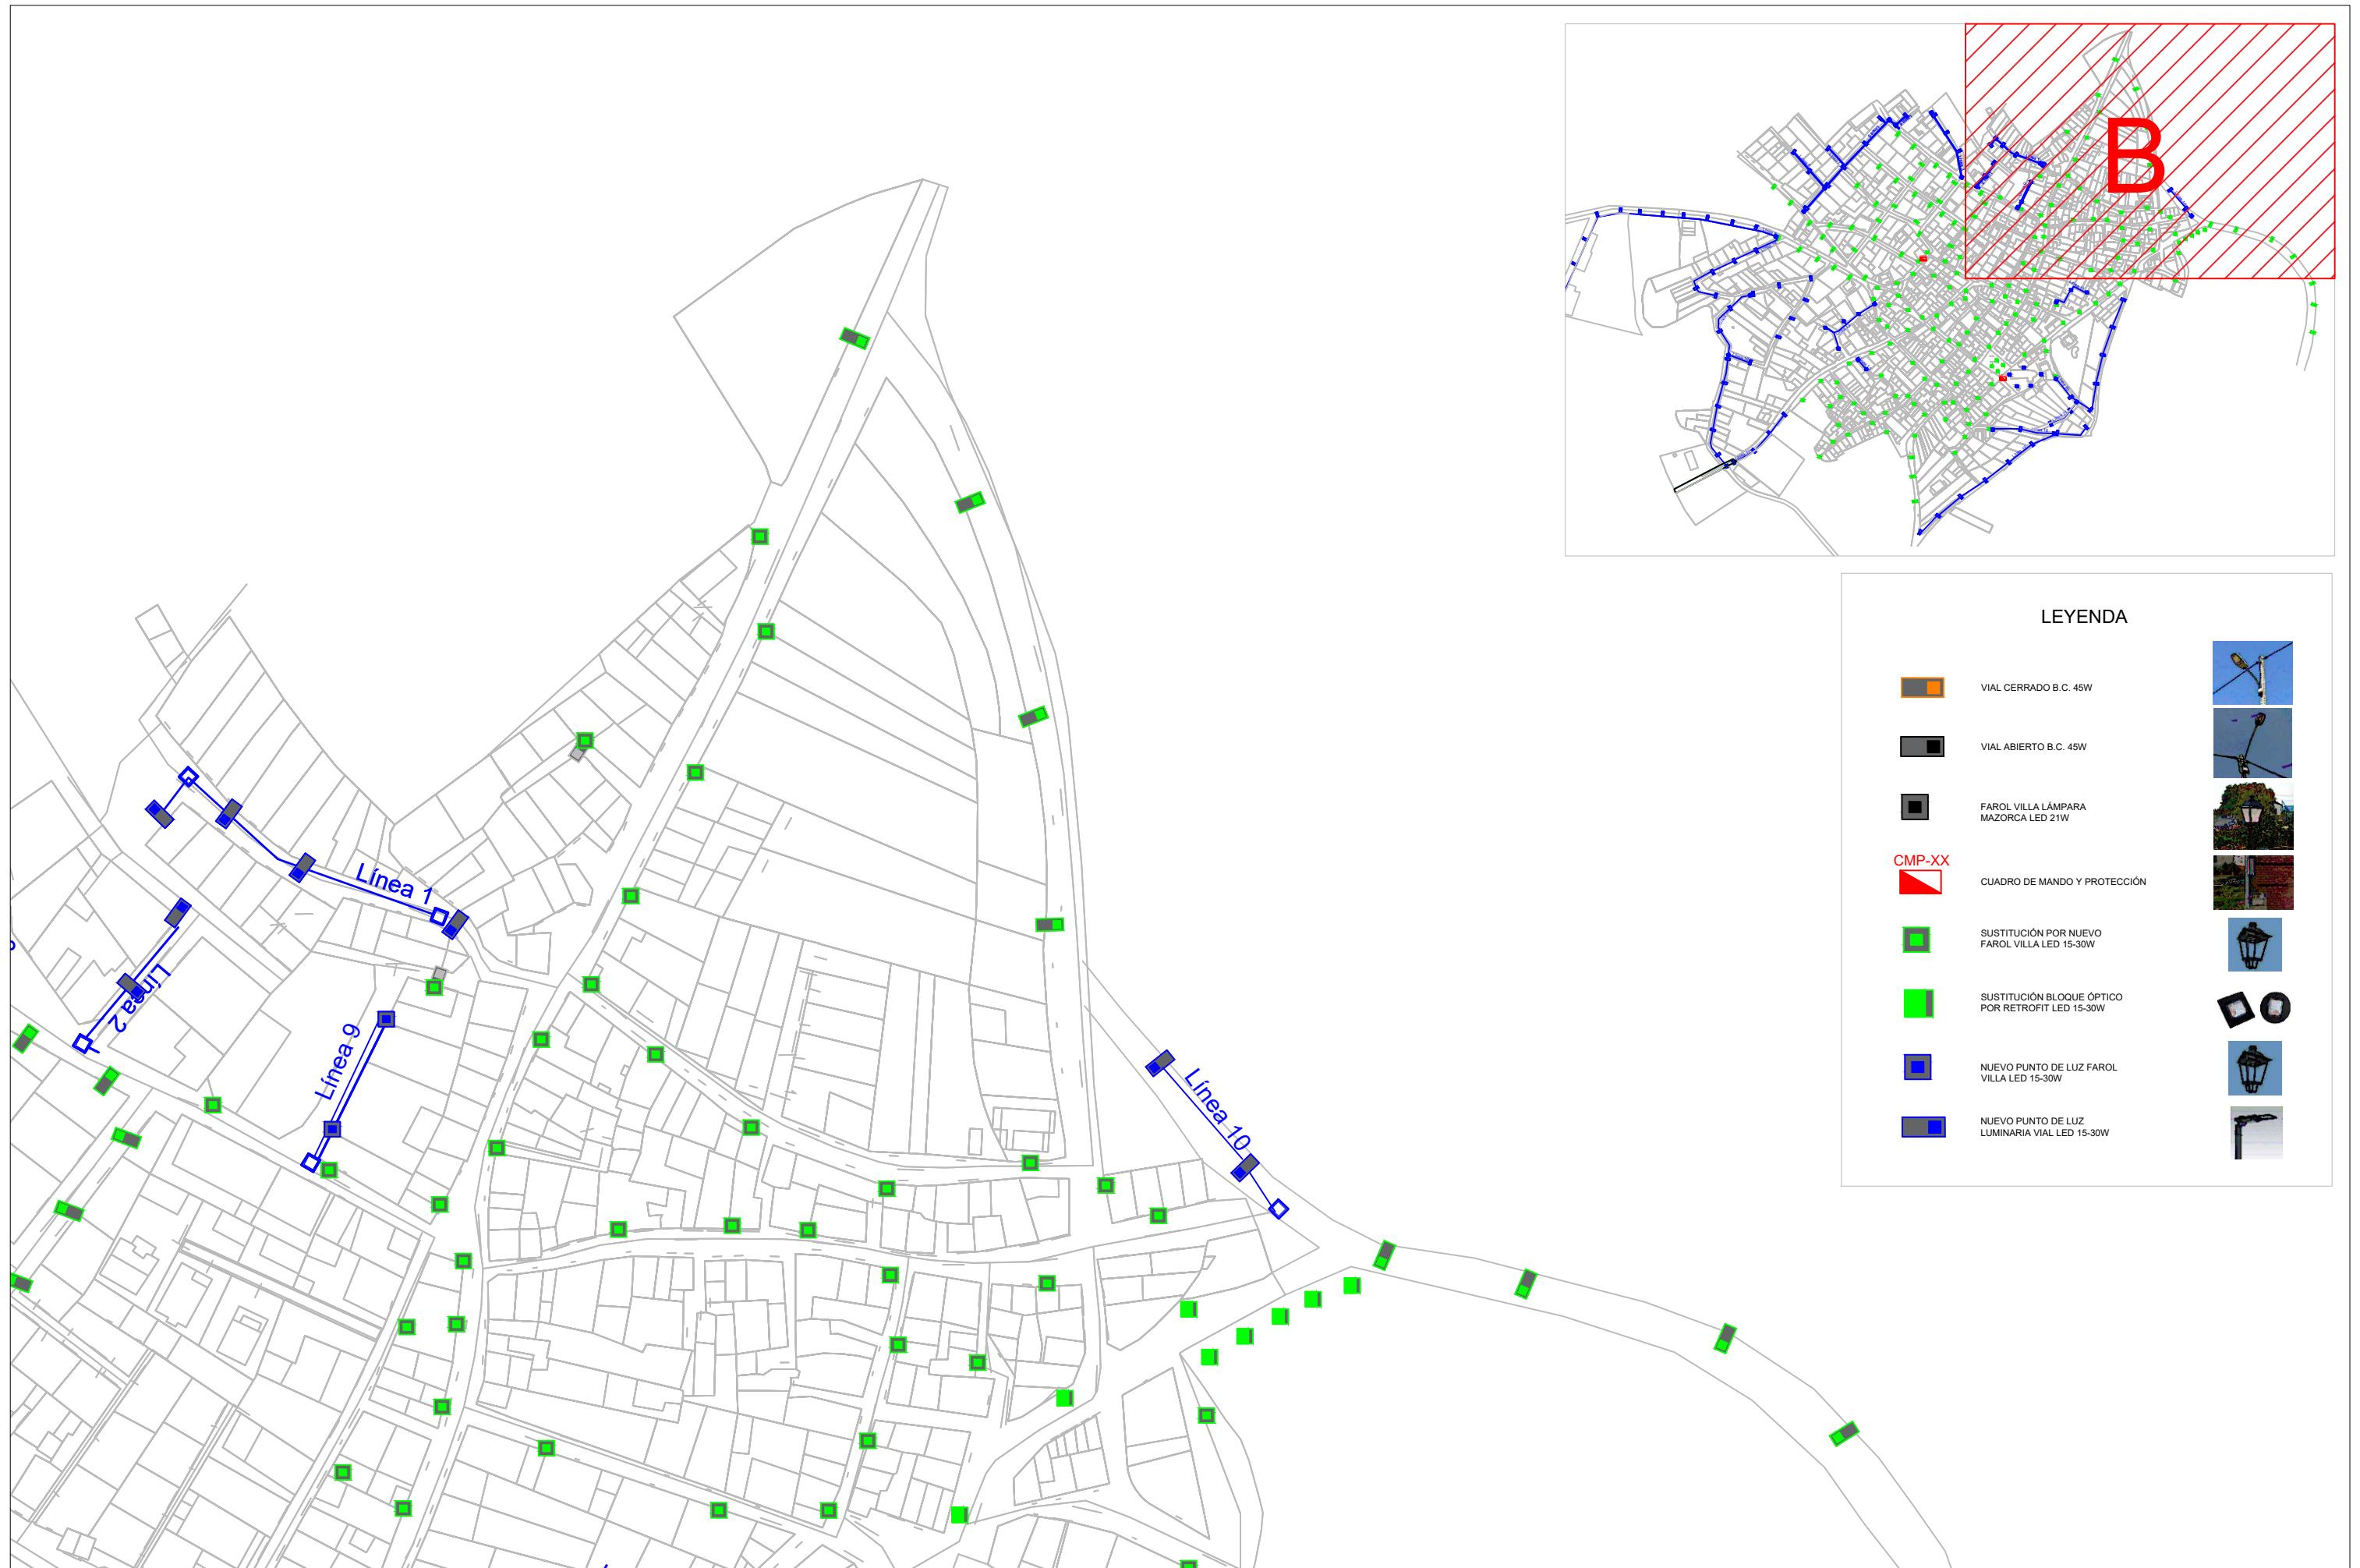 B
LEYENDA
VIAL CERRADO B.C. 45W
VIAL ABIERTO B.C. 45W
FAROL VILLA LÁMPARA
MAZORCA LED 21W
CMP-XX
CUADRO DE MANDO Y PROTECCIÓN
SUSTITUCIÓN POR NUEVO
FAROL VILLA LED 15-30W
SUSTITUCIÓN BLOQUE ÓPTICO
POR RETROFIT LED 15-30W
NUEVO PUNTO DE LUZ FAROL
VILLA LED 15-30W
NUEVO PUNTO DE LUZ
LUMINARIA VIAL LED 15-30W
Línea 1
Línea 2
Línea 9
Línea 10